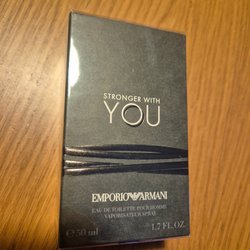 STRONGER WITH
YOU
EMPORIO ARMANI
EAU DE TOILETTE POUR HOMME
VAPORISATEUR SPRAY
℮ 50 ml 1.7 FL. OZ.